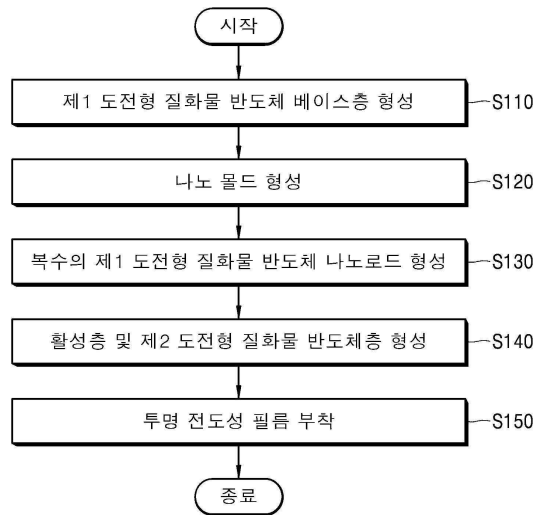 시작
제1 도전형 질화물 반도체 베이스층 형성 S110
나노 몰드 형성 S120
복수의 제1 도전형 질화물 반도체 나노로드 형성 S130
활성층 및 제2 도전형 질화물 반도체층 형성 S140
투명 전도성 필름 부착 S150
종료